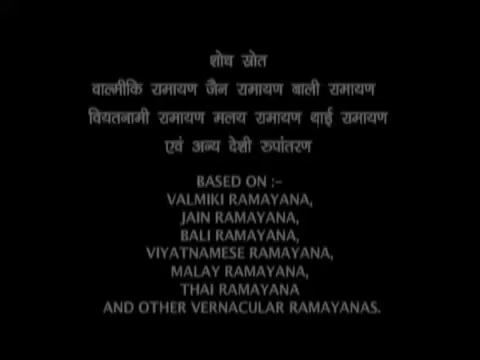 शोध स्रोत
वाल्मीकि रामायण जैन रामायण बाली रामायण
वियतनामी रामायण मलय रामायण थाई रामायण
एवं अन्य देशी रुपांतरण
BASED ON :-
VALMIKI RAMAYANA,
JAIN RAMAYANA,
BALI RAMAYANA,
VIYATNAMESE RAMAYANA,
MALAY RAMAYANA,
THAI RAMAYANA
AND OTHER VERNACULAR RAMAYANAS.